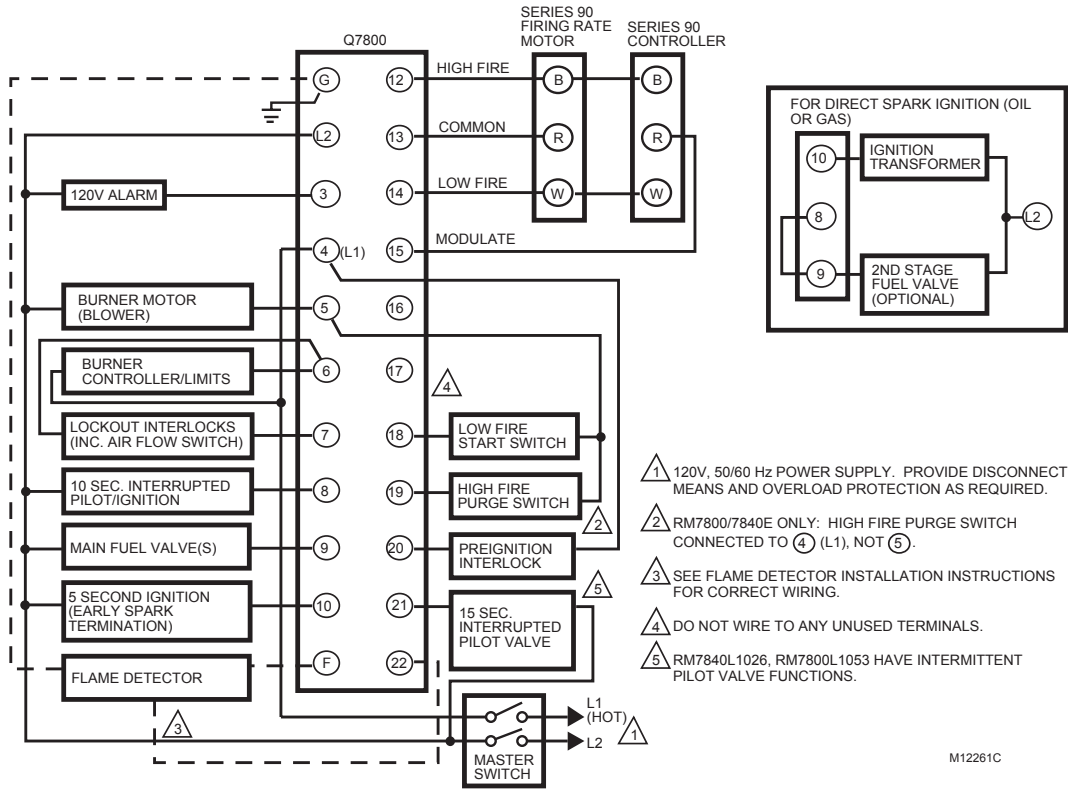 SERIES 90
FIRING RATE
MOTOR
SERIES 90
CONTROLLER
Q7800
G
12
HIGH FIRE
B
B
L2
13
COMMON
R
R
120V ALARM
3
14
LOW FIRE
W
W
4
(L1)
15
MODULATE
BURNER MOTOR
(BLOWER)
5
16
BURNER
CONTROLLER/LIMITS
6
17
4
LOCKOUT INTERLOCKS
(INC. AIR FLOW SWITCH)
7
18
LOW FIRE
START SWITCH
10 SEC. INTERRUPTED
PILOT/IGNITION
8
19
HIGH FIRE
PURGE SWITCH
2
MAIN FUEL VALVE(S)
9
20
PREIGNITION
INTERLOCK
5
5 SECOND IGNITION
(EARLY SPARK
TERMINATION)
10
21
15 SEC.
INTERRUPTED
PILOT VALVE
FLAME DETECTOR
F
22
3
L1
(HOT)
1
L2
MASTER
SWITCH
FOR DIRECT SPARK IGNITION (OIL
OR GAS)
10
IGNITION
TRANSFORMER
8
L2
9
2ND STAGE
FUEL VALVE
(OPTIONAL)
1 120V, 50/60 Hz POWER SUPPLY. PROVIDE DISCONNECT
MEANS AND OVERLOAD PROTECTION AS REQUIRED.
2 RM7800/7840E ONLY: HIGH FIRE PURGE SWITCH
CONNECTED TO 4 (L1), NOT 5.
3 SEE FLAME DETECTOR INSTALLATION INSTRUCTIONS
FOR CORRECT WIRING.
4 DO NOT WIRE TO ANY UNUSED TERMINALS.
5 RM7840L1026, RM7800L1053 HAVE INTERMITTENT
PILOT VALVE FUNCTIONS.
M12261C